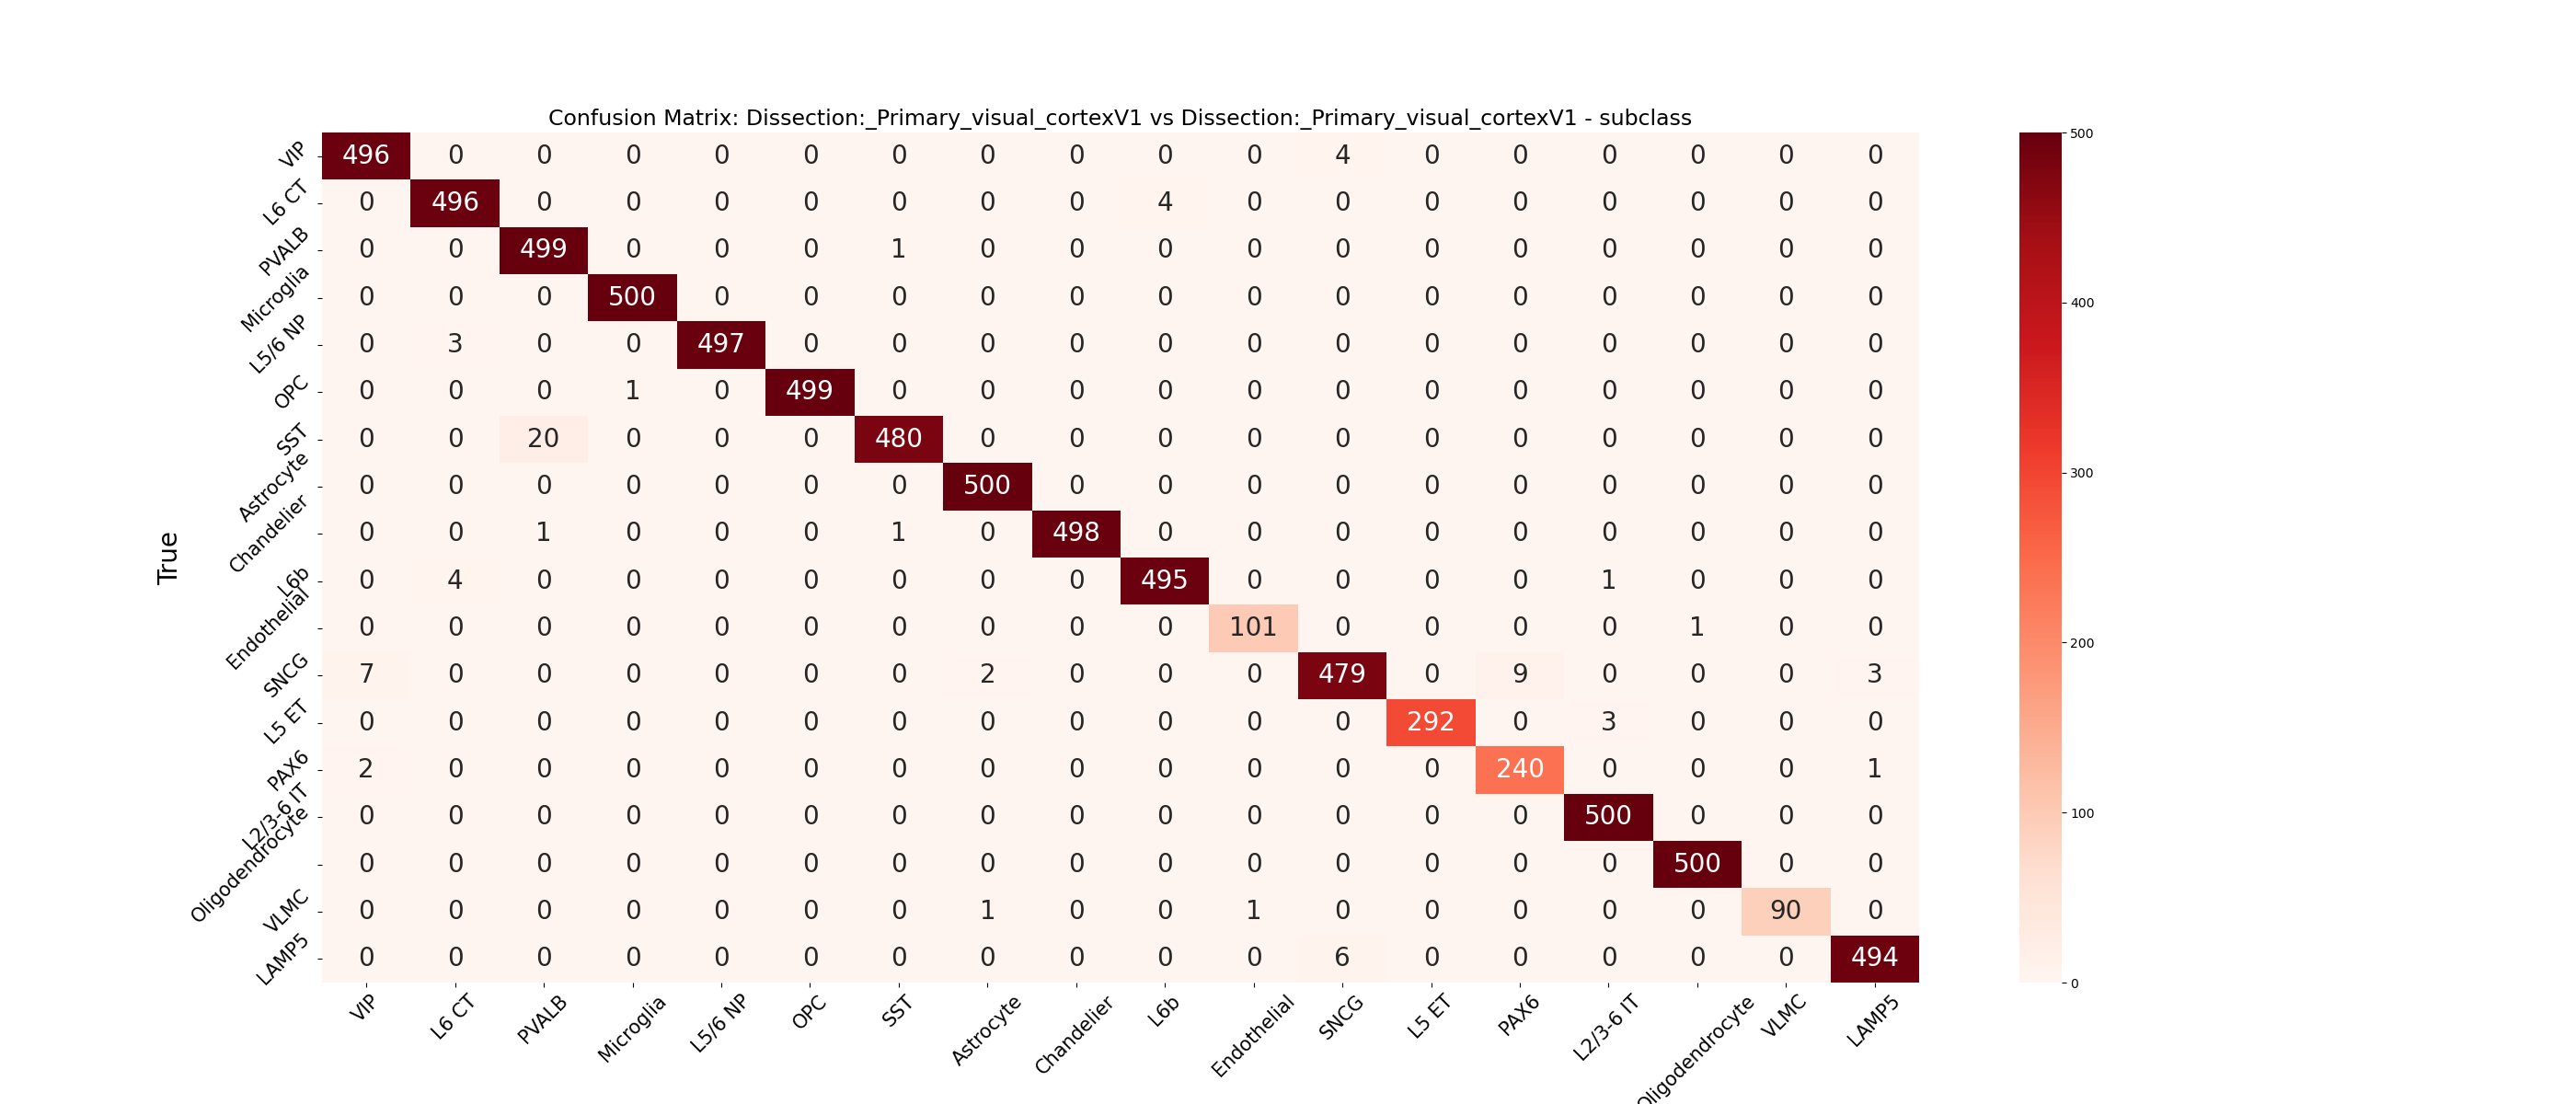 Confusion Matrix: Dissection:_Primary_visual_cortexV1 vs Dissection:_Primary_visual_cortexV1 - subclass
VIP 496 0 0 0 0 0 0 0 0 0 0 4 0 0 0 0 0 0
L6 CT 0 496 0 0 0 0 0 0 0 4 0 0 0 0 0 0 0 0
PVALB 0 0 499 0 0 0 1 0 0 0 0 0 0 0 0 0 0 0
Microglia 0 0 0 500 0 0 0 0 0 0 0 0 0 0 0 0 0 0
L5/6 NP 0 3 0 0 497 0 0 0 0 0 0 0 0 0 0 0 0 0
OPC 0 0 0 1 0 499 0 0 0 0 0 0 0 0 0 0 0 0
SST 0 0 20 0 0 0 480 0 0 0 0 0 0 0 0 0 0 0
Astrocyte 0 0 0 0 0 0 0 500 0 0 0 0 0 0 0 0 0 0
Chandelier 0 0 1 0 0 0 1 0 498 0 0 0 0 0 0 0 0 0
L6b 0 4 0 0 0 0 0 0 0 495 0 0 0 0 1 0 0 0
Endothelial 0 0 0 0 0 0 0 0 0 0 101 0 0 0 0 1 0 0
SNCG 7 0 0 0 0 0 0 2 0 0 0 479 0 9 0 0 0 3
L5 ET 0 0 0 0 0 0 0 0 0 0 0 0 292 0 3 0 0 0
PAX6 2 0 0 0 0 0 0 0 0 0 0 0 0 240 0 0 0 1
L2/3-6 IT 0 0 0 0 0 0 0 0 0 0 0 0 0 0 500 0 0 0
Oligodendrocyte 0 0 0 0 0 0 0 0 0 0 0 0 0 0 0 500 0 0
VLMC 0 0 0 0 0 0 0 1 0 0 1 0 0 0 0 0 90 0
LAMP5 0 0 0 0 0 0 0 0 0 0 0 6 0 0 0 0 0 494
True
VIP L6 CT PVALB Microglia L5/6 NP OPC SST Astrocyte Chandelier L6b Endothelial SNCG L5 ET PAX6 L2/3-6 IT Oligodendrocyte VLMC LAMP5
500
400
300
200
100
0